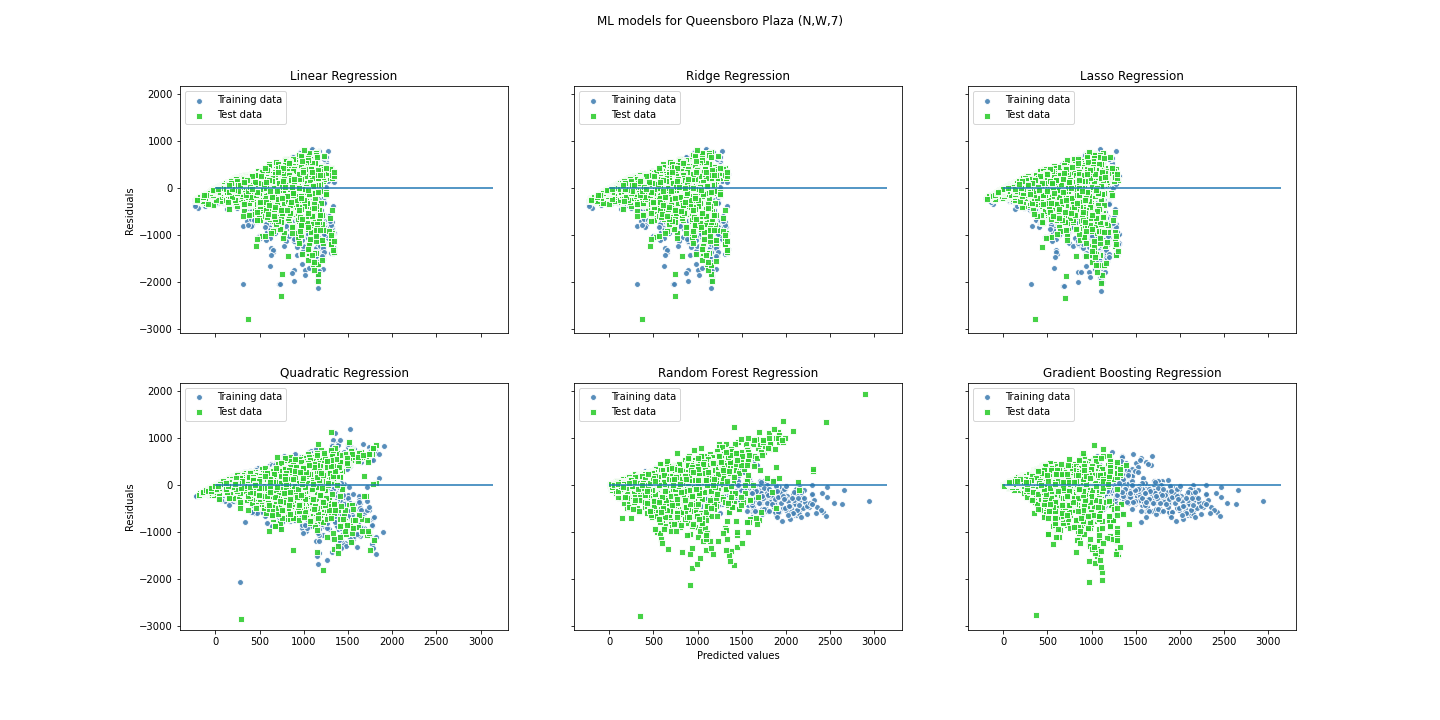 ML models for Queensboro Plaza (N,W,7)
Linear Regression
Ridge Regression
Lasso Regression
Training data
Test data
Training data
Test data
Training data
Test data
2000
1000
0
−1000
−2000
−3000
Residuals
Quadratic Regression
Random Forest Regression
Gradient Boosting Regression
Training data
Test data
Training data
Test data
Training data
Test data
2000
1000
0
−1000
−2000
−3000
Residuals
0 500 1000 1500 2000 2500 3000
0 500 1000 1500 2000 2500 3000
0 500 1000 1500 2000 2500 3000
Predicted values